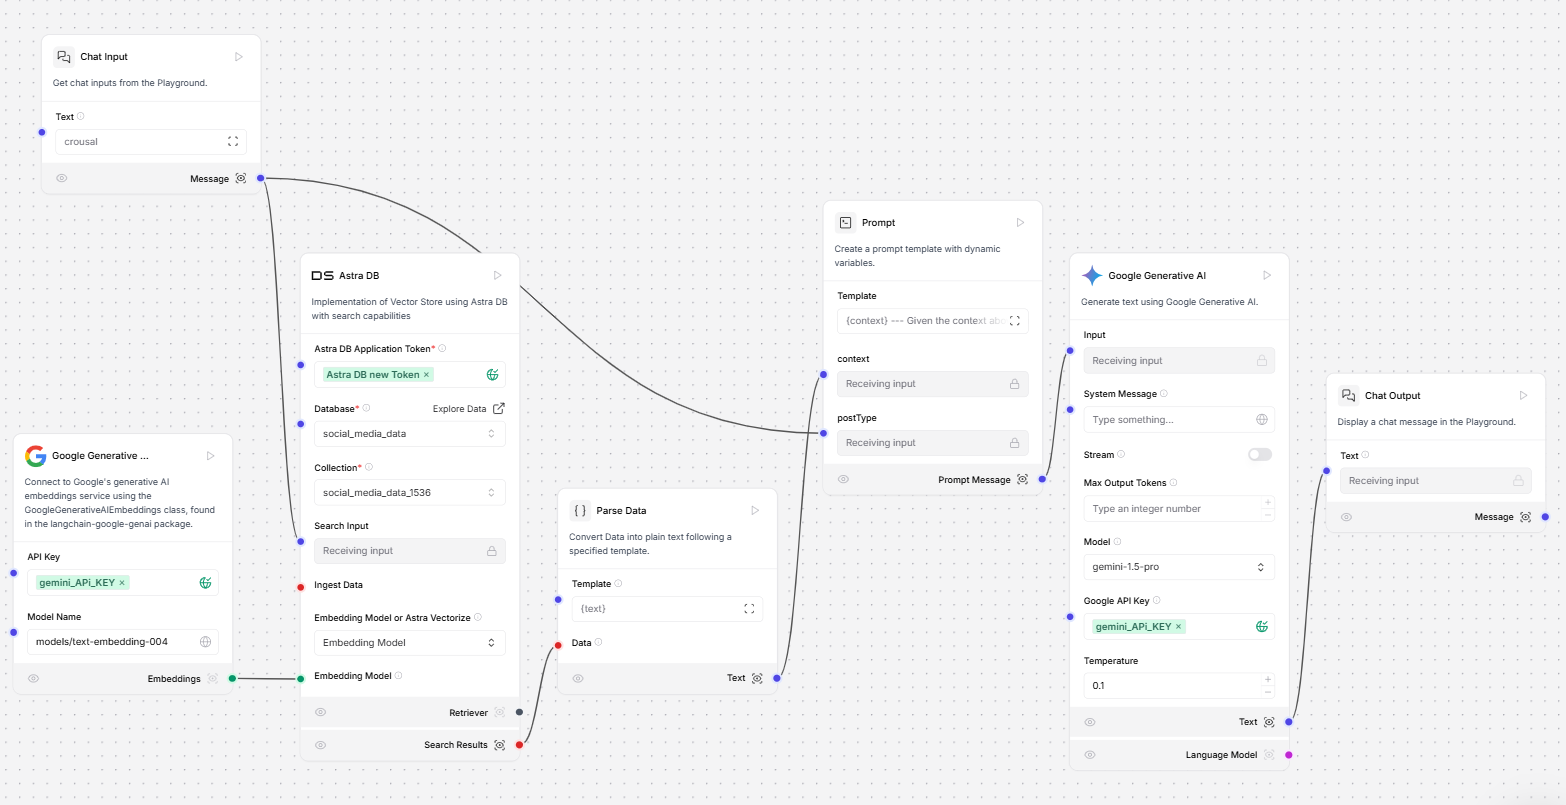 Chat Input
Get chat inputs from the Playground.
Text
crousal
Message
Google Generative ...
Connect to Google's generative AI
embeddings service using the
GoogleGenerativeAIEmbeddings class, found
in the langchain-google-genai package.
API Key
gemini_APi_KEY ×
Model Name
models/text-embedding-004
Embeddings
DS Astra DB
Implementation of Vector Store using Astra DB
with search capabilities
Astra DB Application Token*
Astra DB new Token ×
Database* Explore Data
social_media_data
Collection*
social_media_data_1536
Search Input
Receiving input
Ingest Data
Embedding Model or Astra Vectorize
Embedding Model
Embedding Model
Retriever
Search Results
{ } Parse Data
Convert Data into plain text following a
specified template.
Template
{text}
Data
Text
Prompt
Create a prompt template with dynamic
variables.
Template
{context} --- Given the context abo
context
Receiving input
postType
Receiving input
Prompt Message
Google Generative AI
Generate text using Google Generative AI.
Input
Receiving input
System Message
Type something...
Stream
Max Output Tokens
Type an integer number
Model
gemini-1.5-pro
Google API Key
gemini_APi_KEY ×
Temperature
0.1
Text
Language Model
Chat Output
Display a chat message in the Playground.
Text
Receiving input
Message